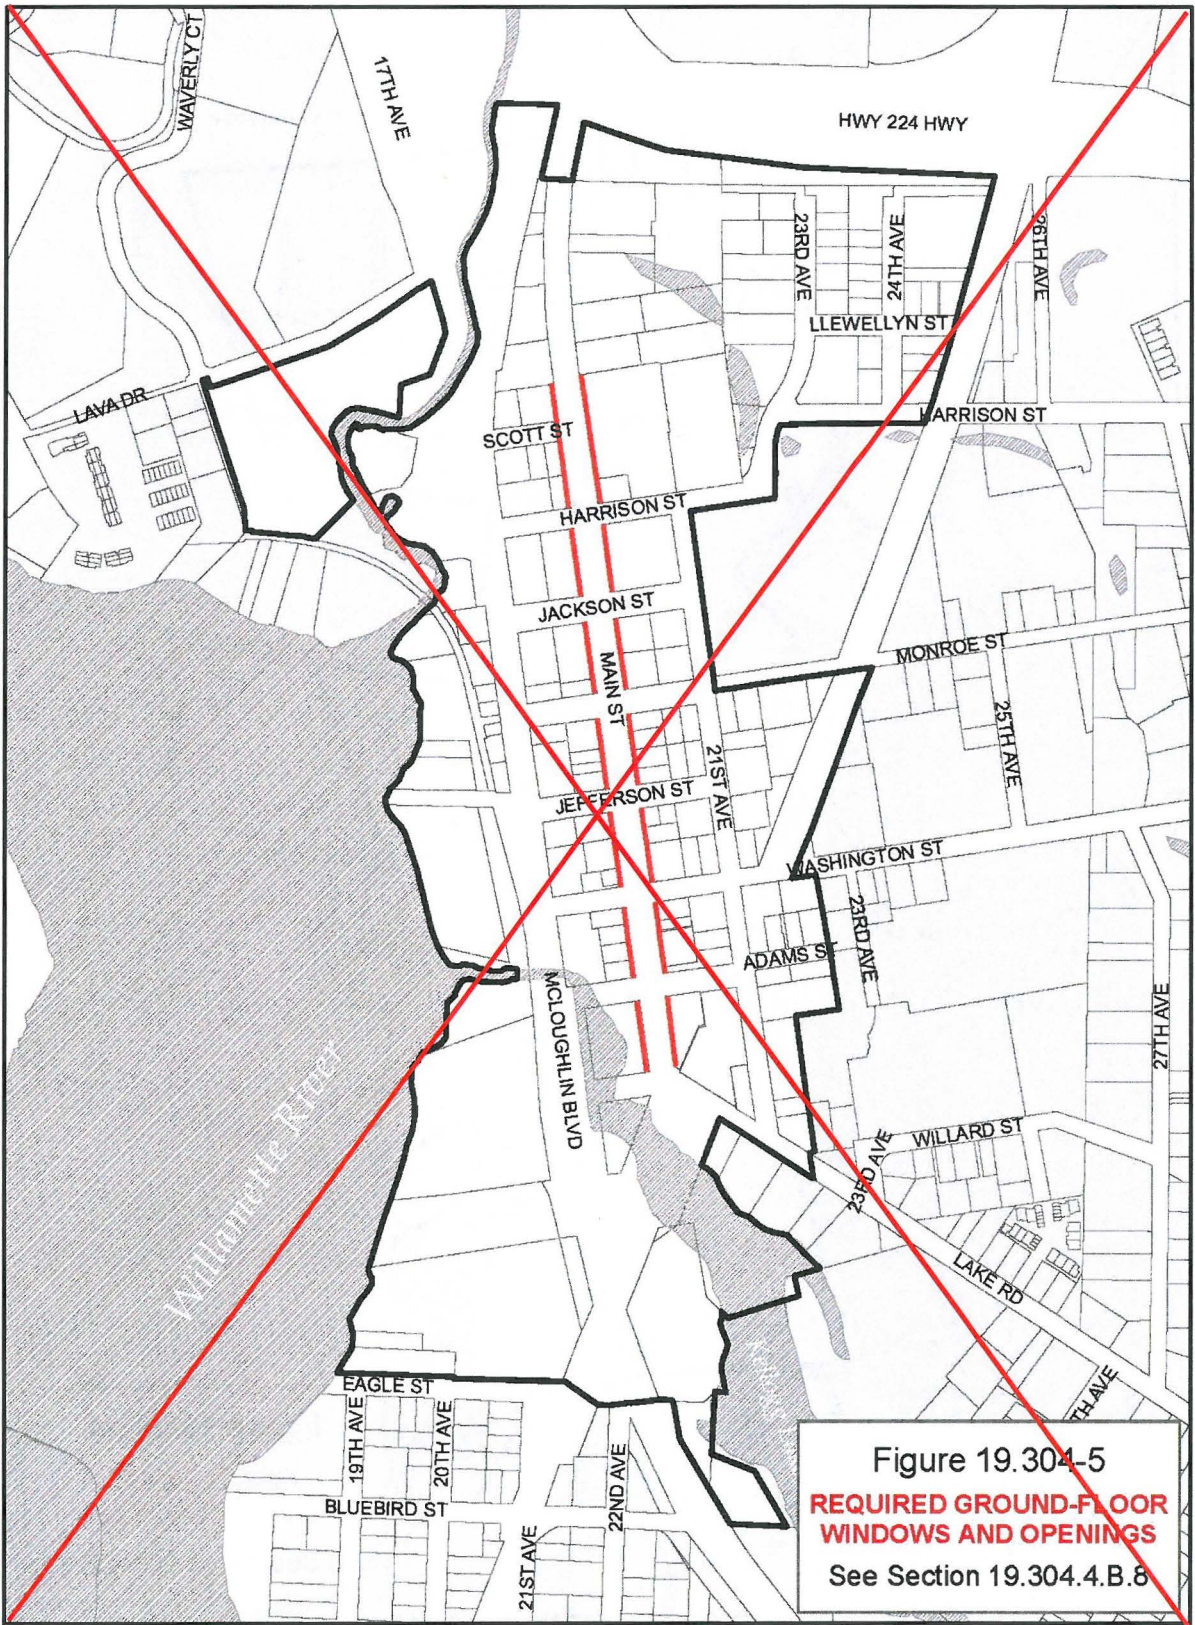 WAVERLY CT
17TH AVE
HWY 224 HWY
23RD AVE
24TH AVE
26TH AVE
LLEWELLYN ST
LAVA DR
SCOTT ST
HARRISON ST
HARRISON ST
JACKSON ST
MAIN ST
MONROE ST
25TH AVE
21ST AVE
JEFFERSON ST
WASHINGTON ST
23RD AVE
ADAMS ST
MCLOUGHLIN BLVD
27TH AVE
Willamette River
WILLARD ST
23RD AVE
LAKE RD
EAGLE ST
19TH AVE
20TH AVE
22ND AVE
TH AVE
BLUEBIRD ST
21ST AVE
Figure 19.304-5
REQUIRED GROUND-FLOOR
WINDOWS AND OPENINGS
See Section 19.304.4.B.8